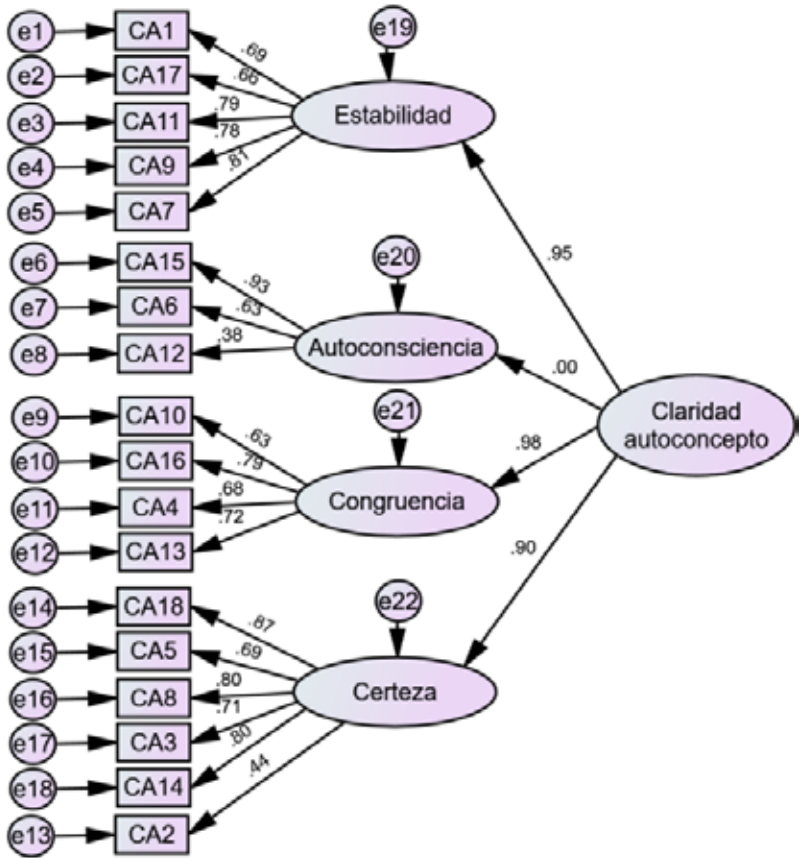 e1
CA1
e19
.69
e2
CA17
.66
e3
CA11
.79
Estabilidad
e4
CA9
.78
e5
CA7
.81
.95
e6
CA15
e20
.93
e7
CA6
.63
e8
CA12
.38
Autoconsciencia
.00
e9
CA10
e21
.63
e10
CA16
.79
e11
CA4
.68
Congruencia
.98
e12
CA13
.72
Claridad
autoconcepto
.90
e14
CA18
e22
.87
e15
CA5
.69
e16
CA8
.80
Certeza
e17
CA3
.71
e18
CA14
.80
e13
CA2
.44